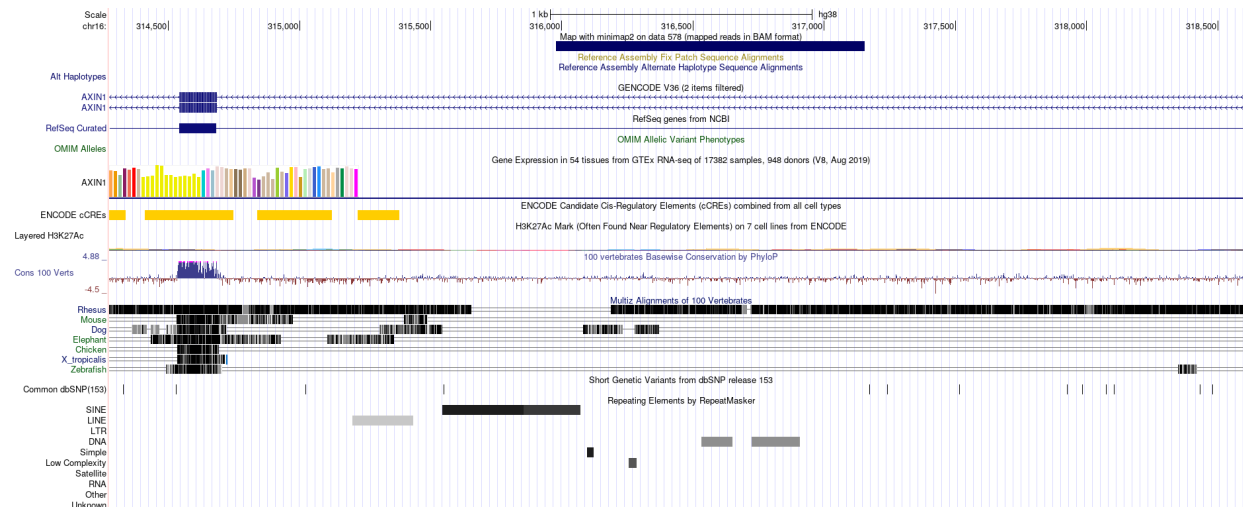 Scale 1 kb hg38
chr16: 314,500 315,000 315,500 316,000 316,500 317,000 317,500 318,000 318,500
Map with minimap2 on data 578 (mapped reads in BAM format)
Reference Assembly Fix Patch Sequence Alignments
Reference Assembly Alternate Haplotype Sequence Alignments
Alt Haplotypes
GENCODE V36 (2 items filtered)
AXIN1
AXIN1
RefSeq genes from NCBI
RefSeq Curated
OMIM Allelic Variant Phenotypes
OMIM Alleles
Gene Expression in 54 tissues from GTEx RNA-seq of 17382 samples, 948 donors (V8, Aug 2019)
AXIN1
ENCODE Candidate Cis-Regulatory Elements (cCREs) combined from all cell types
ENCODE cCREs
H3K27Ac Mark (Often Found Near Regulatory Elements) on 7 cell lines from ENCODE
Layered H3K27Ac
100 vertebrates Basewise Conservation by PhyloP
4.88 _
Cons 100 Verts
-4.5 _
Multiz Alignments of 100 Vertebrates
Rhesus
Mouse
Dog
Elephant
Chicken
X_tropicalis
Zebrafish
Short Genetic Variants from dbSNP release 153
Common dbSNP(153)
Repeating Elements by RepeatMasker
SINE
LINE
LTR
DNA
Simple
Low Complexity
Satellite
RNA
Other
Unknown